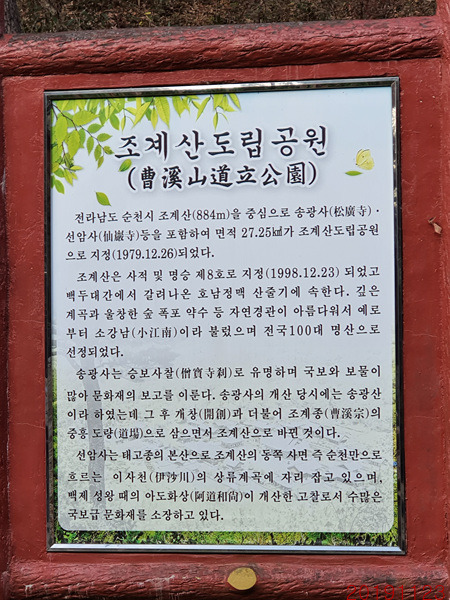 조계산도립공원
(曹溪山道立公園)
전라남도 순천시 조계산(884m)을 중심으로 송광사(松廣寺)·
선암사(仙巖寺)등을 포함하여 면적 27.25㎢가 조계산도립공원
으로 지정(1979.12.26)되었다.
조계산은 사적 및 명승 제8호로 지정(1998.12.23) 되었고
백두대간에서 갈려나온 호남정맥 산줄기에 속한다. 깊은
계곡과 울창한 숲 폭포 약수 등 자연경관이 아름다워서 예로
부터 소강남(小江南)이라 불렀으며 전국100대 명산으로
선정되었다.
송광사는 승보사찰(僧寶寺刹)로 유명하며 국보와 보물이
많아 문화재의 보고를 이룬다. 송광사의 개산 당시에는 송광산
이라 하였는데 그 후 개창(開創)과 더불어 조계종(曹溪宗)의
중흥 도량(道場)으로 삼으면서 조계산으로 바뀐 것이다.
선암사는 태고종의 본산으로 조계산의 동쪽 사면 즉 순천만으로
흐르는 이사천(伊沙川)의 상류계곡에 자리 잡고 있으며,
백제 성왕 때의 아도화상(阿道和尙)이 개산한 고찰로서 수많은
국보급 문화재를 소장하고 있다.